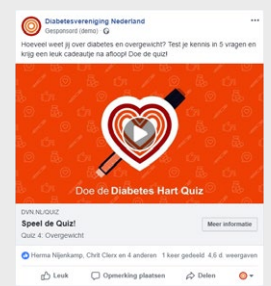 Diabetesvereniging Nederland
Gesponsord (demo)
Hoeveel weet jij over diabetes en overgewicht? Test je kennis in 5 vragen en
krijg een leuk cadeautje na afloop! Doe de quiz!
Doe de Diabetes Hart Quiz
DVN.NL/QUIZ
Speel de Quiz!
Quiz 4: Overgewicht
Meer informatie
Herma Nijenkamp, Chrit Clerx en 4 anderen 1 keer gedeeld 4,6 d. weergaven
Leuk Opmerking plaatsen Delen